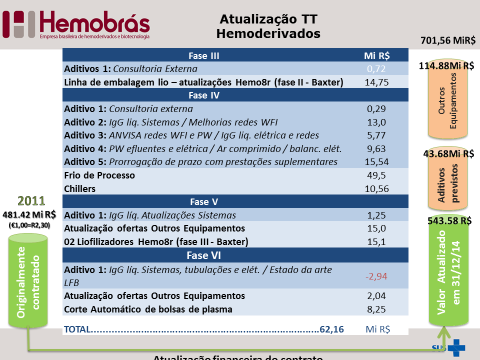 Hemobrás
Empresa brasileira de hemoderivados e biotecnologia
Atualização TT
Hemoderivados
701,56 MiR$
Fase III Mi R$
Aditivos 1: Consultoria Externa 0,72
Linha de embalagem lio – atualizações Hemo8r (fase II - Baxter) 14,75
Fase IV
Aditivo 1: Consultoria externa 0,29
Aditivo 2: IgG líq. Sistemas / Melhorias redes WFI 13,0
Aditivo 3: ANVISA redes WFI e PW / IgG líq. elétrica e redes 5,77
Aditivo 4: PW efluentes e elétrica / Ar comprimido / balanc. elét. 9,63
Aditivo 5: Prorrogação de prazo com prestações suplementares 15,54
Frio de Processo 49,5
Chillers 10,56
Fase V
Aditivo 1: IgG líq. Atualizações Sistemas 1,25
Atualização ofertas Outros Equipamentos 15,0
02 Liofilizadores Hemo8r (fase III - Baxter) 15,1
Fase VI
Aditivo 1: IgG líq. Sistemas, tubulações e elét. / Estado da arte
LFB -2,94
Atualização ofertas Outros Equipamentos 2,04
Corte Automático de bolsas de plasma 8,25
TOTAL...................................................................62,16 Mi R$
2011
481.42 Mi R$
(€1,00=R2,30)
Originalmente
contratado
114.88Mi R$
Outros
Equipamentos
43.68Mi R$
Aditivos
previstos
543.58 R$
Valor Atualizado
em 31/12/14
SUS
Atualização financeira do contrato